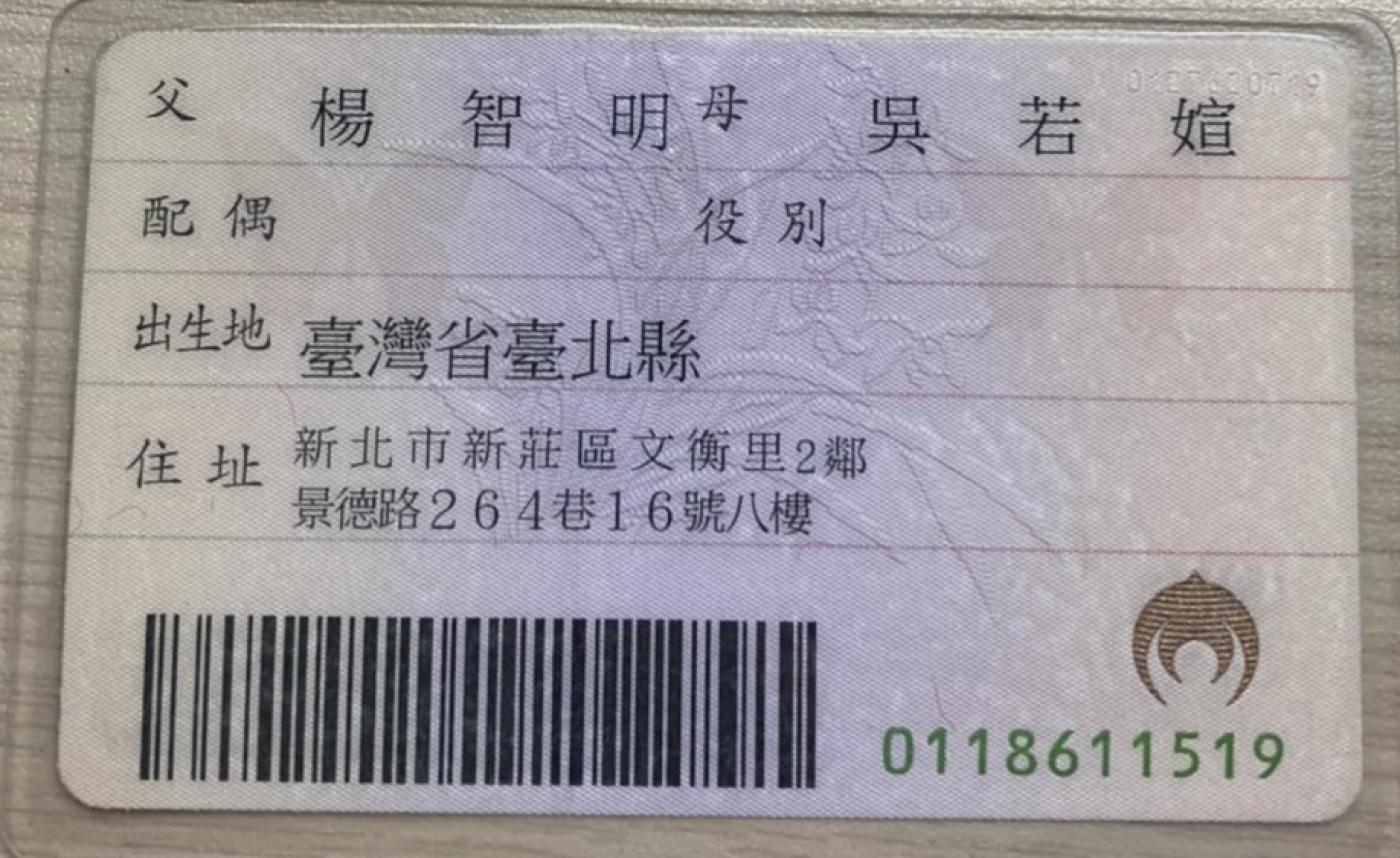 父 楊智明 母 吳若媗
配偶 役別
出生地 臺灣省臺北縣
住址 新北市新莊區文衡里2鄰
景德路264巷16號八樓
0118611519